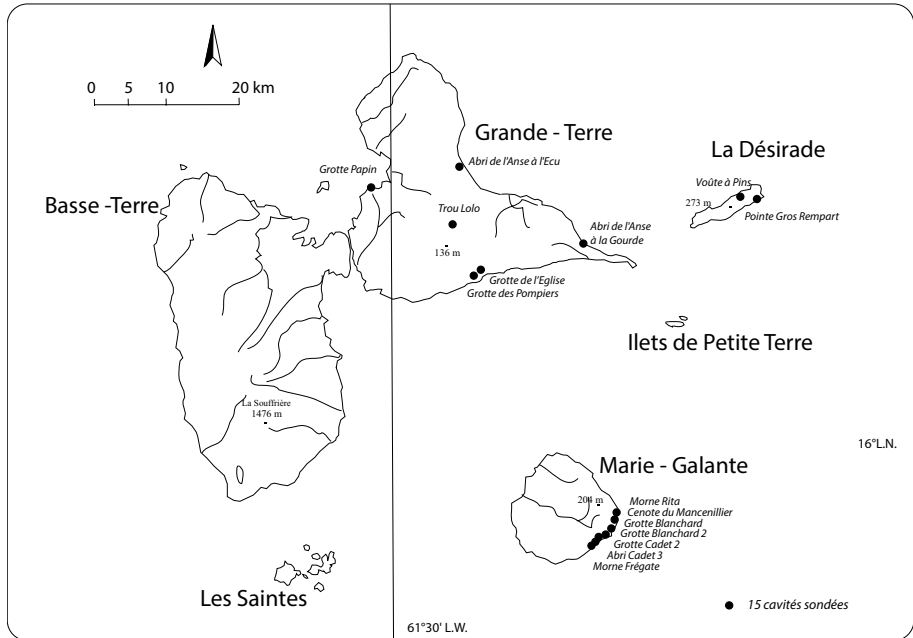 0 5 10 20 km
Grande - Terre
Abri de l'Anse à l'Ecu
Grotte Papin
La Désirade
Voûte à Pins
273 m
Pointe Gros Rempart
Basse -Terre
Trou Lolo
136 m
Abri de l'Anse
à la Gourde
Grotte de l'Eglise
Grotte des Pompiers
Ilets de Petite Terre
La Souffrière
1476 m
16°L.N.
Marie - Galante
204 m
Morne Rita
Cenote du Mancenillier
Grotte Blanchard
Grotte Blanchard 2
Grotte Cadet 2
Abri Cadet 3
Morne Frégate
Les Saintes
15 cavités sondées
61°30' L.W.